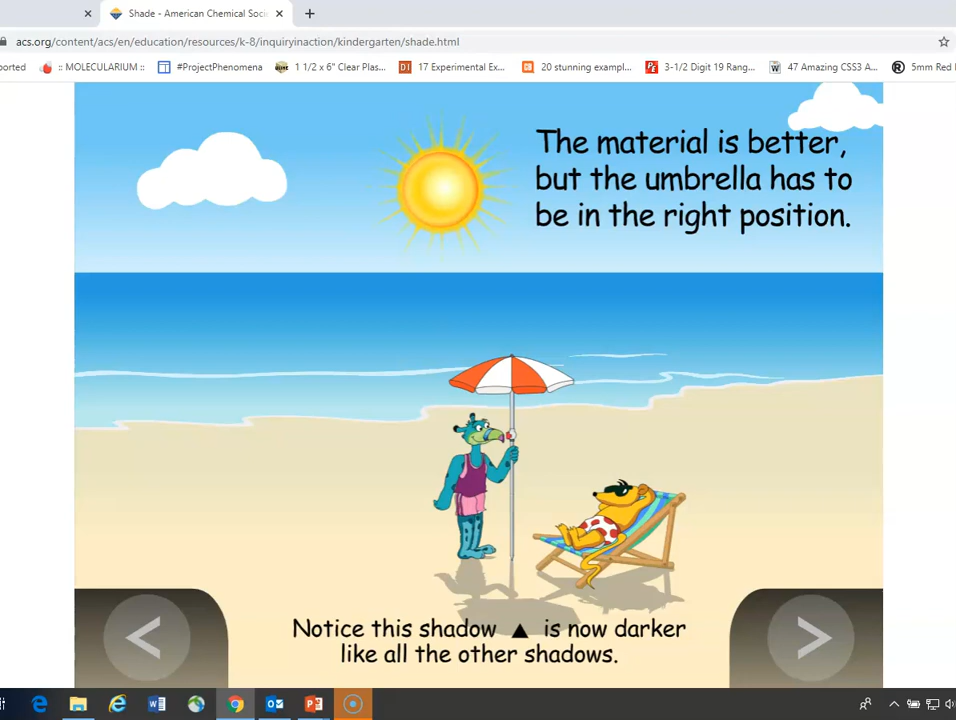 Shade - American Chemical Soci
acs.org/content/acs/en/education/resources/k-8/inquiryinaction/kindergarten/shade.html
orted :: MOLECULARIUM :: #ProjectPhenomena 1 1/2 x 6" Clear Plas... DI 17 Experimental Ex... 20 stunning exampl... PE 3-1/2 Digit 19 Rang... W 47 Amazing CSS3 A... R 5mm Red
The material is better,
but the umbrella has to
be in the right position.
Notice this shadow ▲ is now darker
like all the other shadows.